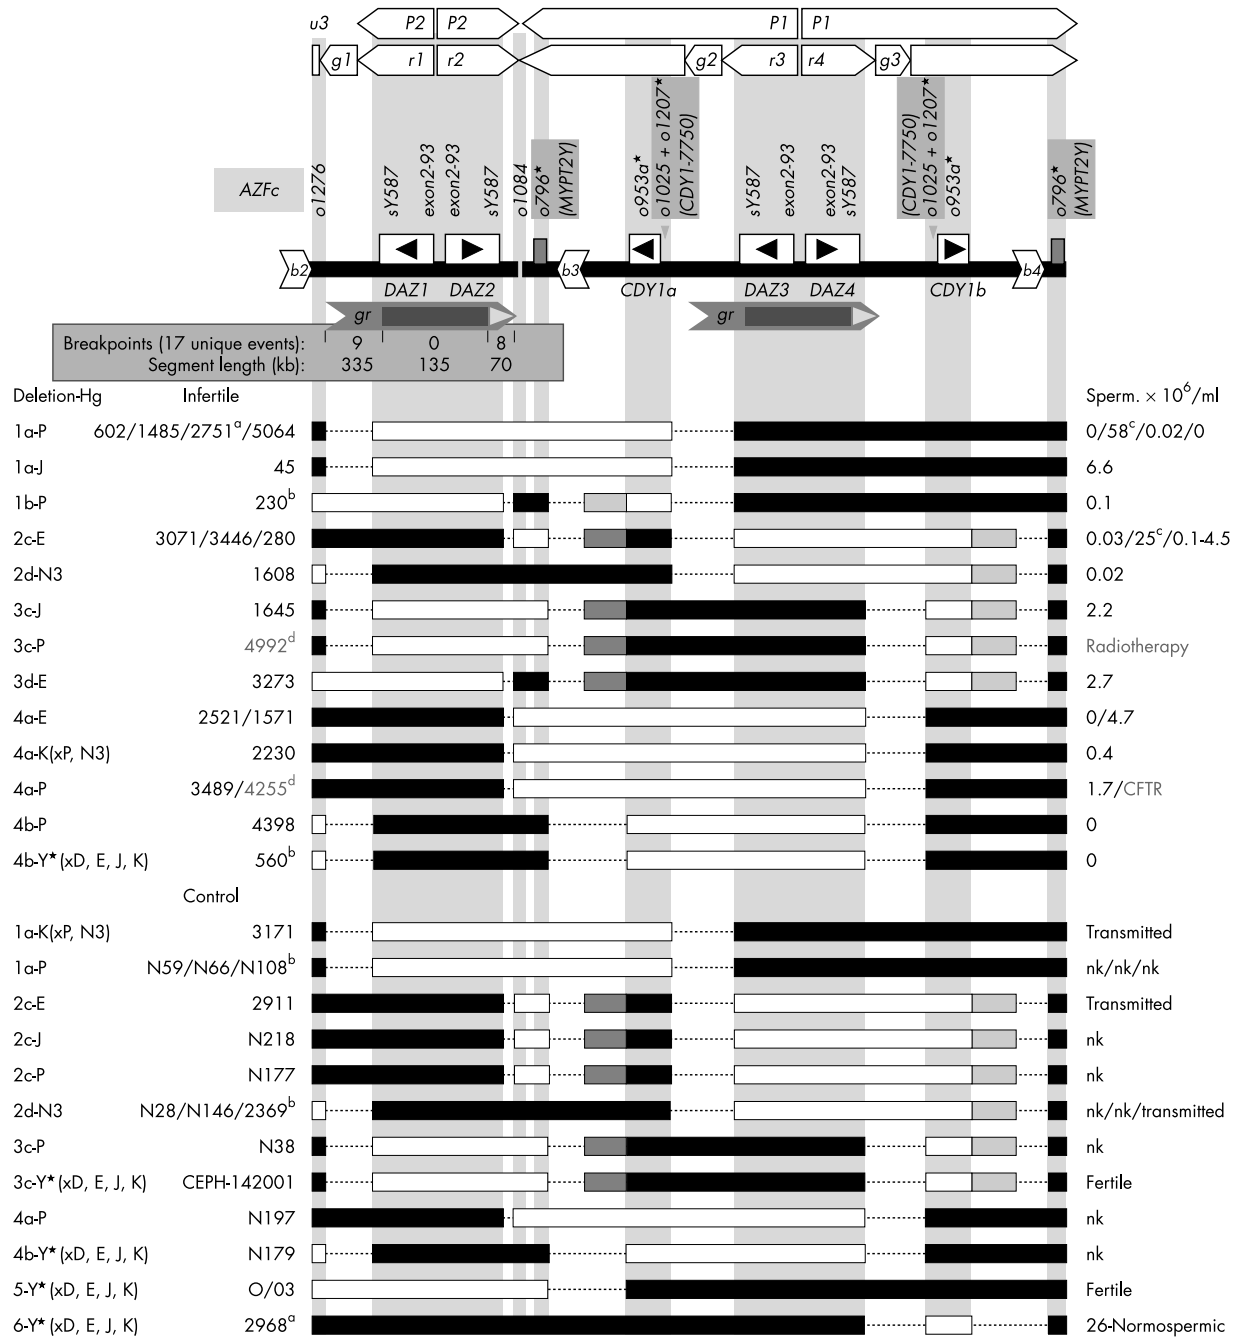 u3 P2 P2 P1 P1
g1 r1 r2 g2 r3 r4 g3
AZFc
o1276
sY587
exon2-93
exon2-93
sY587
o1084
o796★
(MYPT2Y)
o953a★
o1025 + o1207★
(CDY1-7750)
sY587
exon2-93
exon2-93
sY587
(CDY1-7750)
o1025 + o1207★
o953a★
o796★
(MYPT2Y)
b2 b3 b4
DAZ1 DAZ2 CDY1a DAZ3 DAZ4 CDY1b
gr gr
Breakpoints (17 unique events): 9 0 8
Segment length (kb): 335 135 70
Deletion-Hg Infertile Sperm. × 10⁶/ml
1a-P 602/1485/2751ᵃ/5064 0/58ᶜ/0.02/0
1a-J 45 6.6
1b-P 230ᵇ 0.1
2c-E 3071/3446/280 0.03/25ᶜ/0.1-4.5
2d-N3 1608 0.02
3c-J 1645 2.2
3c-P 4992ᵈ Radiotherapy
3d-E 3273 2.7
4a-E 2521/1571 0/4.7
4a-K(xP, N3) 2230 0.4
4a-P 3489/4255ᵈ 1.7/CFTR
4b-P 4398 0
4b-Y★(xD, E, J, K) 560ᵇ 0
Control
1a-K(xP, N3) 3171 Transmitted
1a-P N59/N66/N108ᵇ nk/nk/nk
2c-E 2911 Transmitted
2c-J N218 nk
2c-P N177 nk
2d-N3 N28/N146/2369ᵇ nk/nk/transmitted
3c-P N38 nk
3c-Y★(xD, E, J, K) CEPH-142001 Fertile
4a-P N197 nk
4b-Y★(xD, E, J, K) N179 nk
5-Y★(xD, E, J, K) O/03 Fertile
6-Y★(xD, E, J, K) 2968ᵃ 26-Normospermic